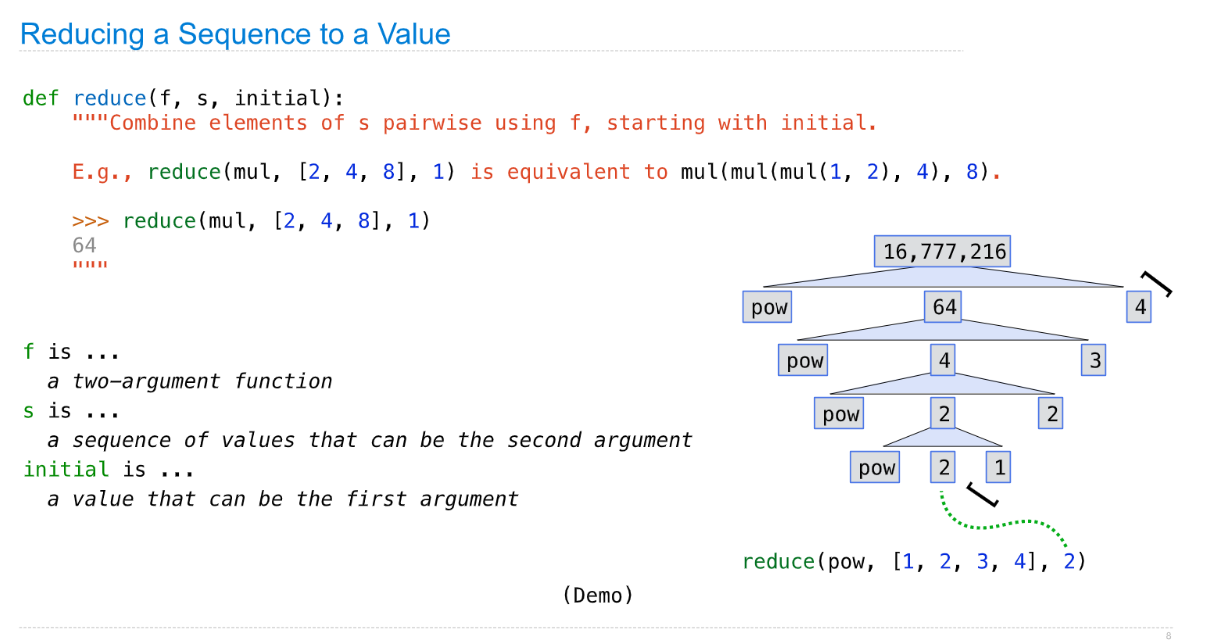 Reducing a Sequence to a Value
def reduce(f, s, initial):
"""Combine elements of s pairwise using f, starting with initial.
E.g., reduce(mul, [2, 4, 8], 1) is equivalent to mul(mul(mul(1, 2), 4), 8).
>>> reduce(mul, [2, 4, 8], 1)
64
"""
f is ...
a two-argument function
s is ...
a sequence of values that can be the second argument
initial is ...
a value that can be the first argument
16,777,216
pow 64 4
pow 4 3
pow 2 2
pow 2 1
[
]
reduce(pow, [1, 2, 3, 4], 2)
(Demo)
8